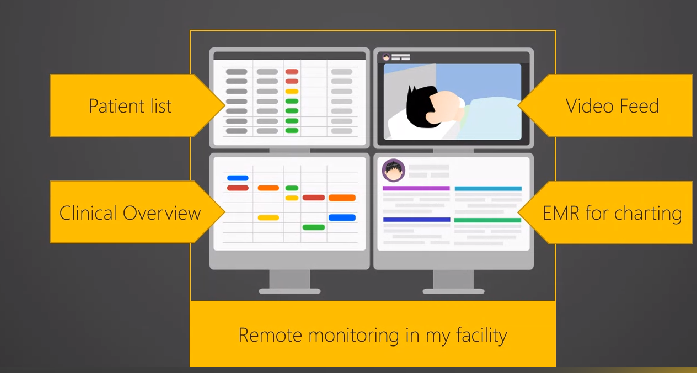 Patient list
Video Feed
Clinical Overview
EMR for charting
Remote monitoring in my facility